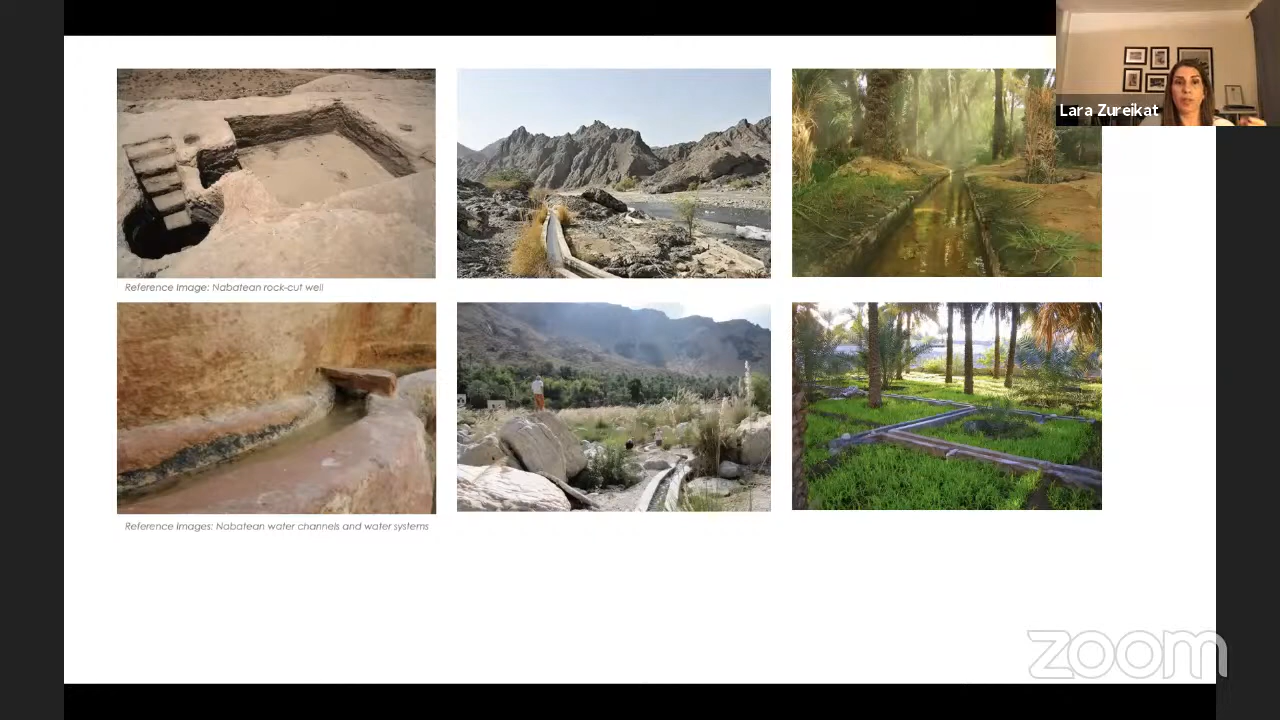 Lara Zureikat
Reference Image: Nabatean rock-cut well
Reference Images: Nabatean water channels and water systems
zoom